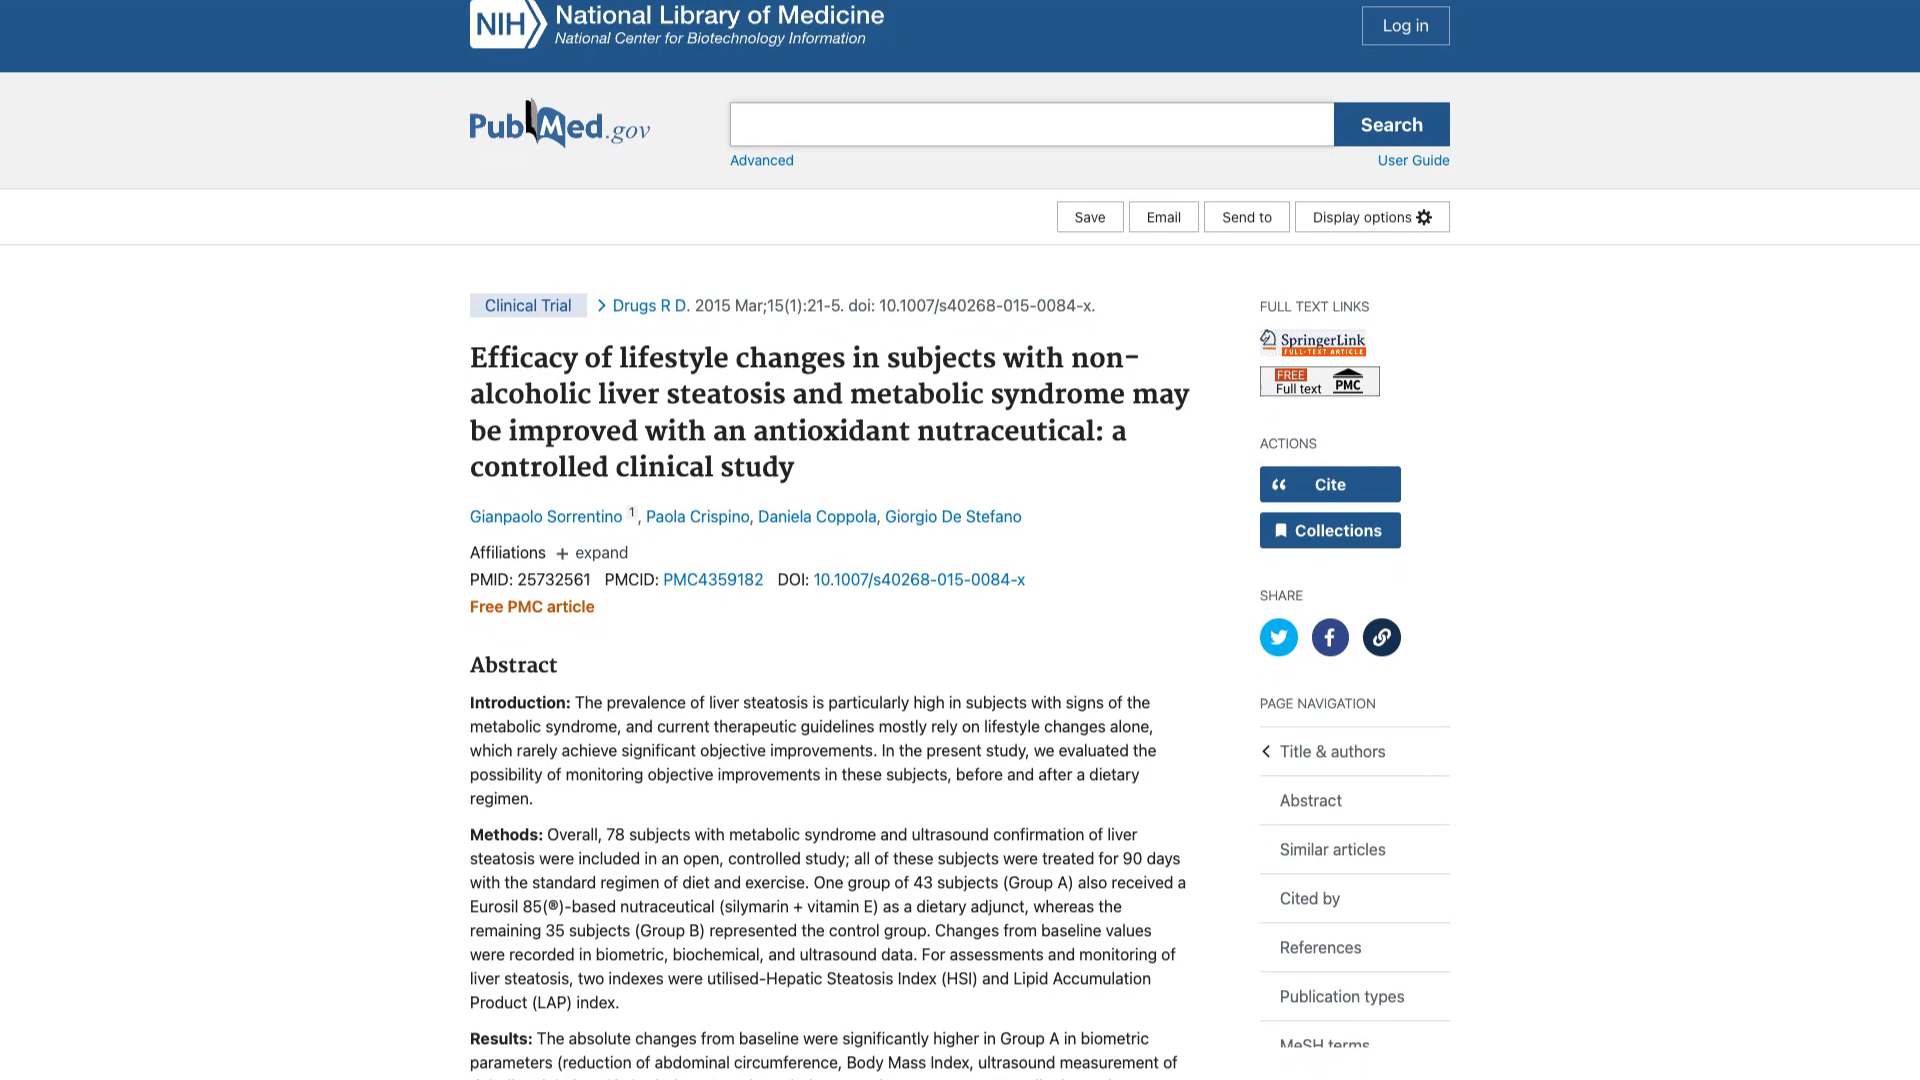 NIH National Library of Medicine
National Center for Biotechnology Information
Log in
PubMed.gov
Search
Advanced
User Guide
Save
Email
Send to
Display options
Clinical Trial
Drugs R D. 2015 Mar;15(1):21-5. doi: 10.1007/s40268-015-0084-x.
Efficacy of lifestyle changes in subjects with non-
alcoholic liver steatosis and metabolic syndrome may
be improved with an antioxidant nutraceutical: a
controlled clinical study
Gianpaolo Sorrentino 1, Paola Crispino, Daniela Coppola, Giorgio De Stefano
Affiliations + expand
PMID: 25732561 PMCID: PMC4359182 DOI: 10.1007/s40268-015-0084-x
Free PMC article
Abstract
Introduction: The prevalence of liver steatosis is particularly high in subjects with signs of the
metabolic syndrome, and current therapeutic guidelines mostly rely on lifestyle changes alone,
which rarely achieve significant objective improvements. In the present study, we evaluated the
possibility of monitoring objective improvements in these subjects, before and after a dietary
regimen.
Methods: Overall, 78 subjects with metabolic syndrome and ultrasound confirmation of liver
steatosis were included in an open, controlled study; all of these subjects were treated for 90 days
with the standard regimen of diet and exercise. One group of 43 subjects (Group A) also received a
Eurosil 85(®)-based nutraceutical (silymarin + vitamin E) as a dietary adjunct, whereas the
remaining 35 subjects (Group B) represented the control group. Changes from baseline values
were recorded in biometric, biochemical, and ultrasound data. For assessments and monitoring of
liver steatosis, two indexes were utilised-Hepatic Steatosis Index (HSI) and Lipid Accumulation
Product (LAP) index.
Results: The absolute changes from baseline were significantly higher in Group A in biometric
parameters (reduction of abdominal circumference, Body Mass Index, ultrasound measurement of
FULL TEXT LINKS
SpringerLink
FULL-TEXT ARTICLE
FREE
Full text PMC
ACTIONS
Cite
Collections
SHARE
PAGE NAVIGATION
Title & authors
Abstract
Similar articles
Cited by
References
Publication types
MeSH terms